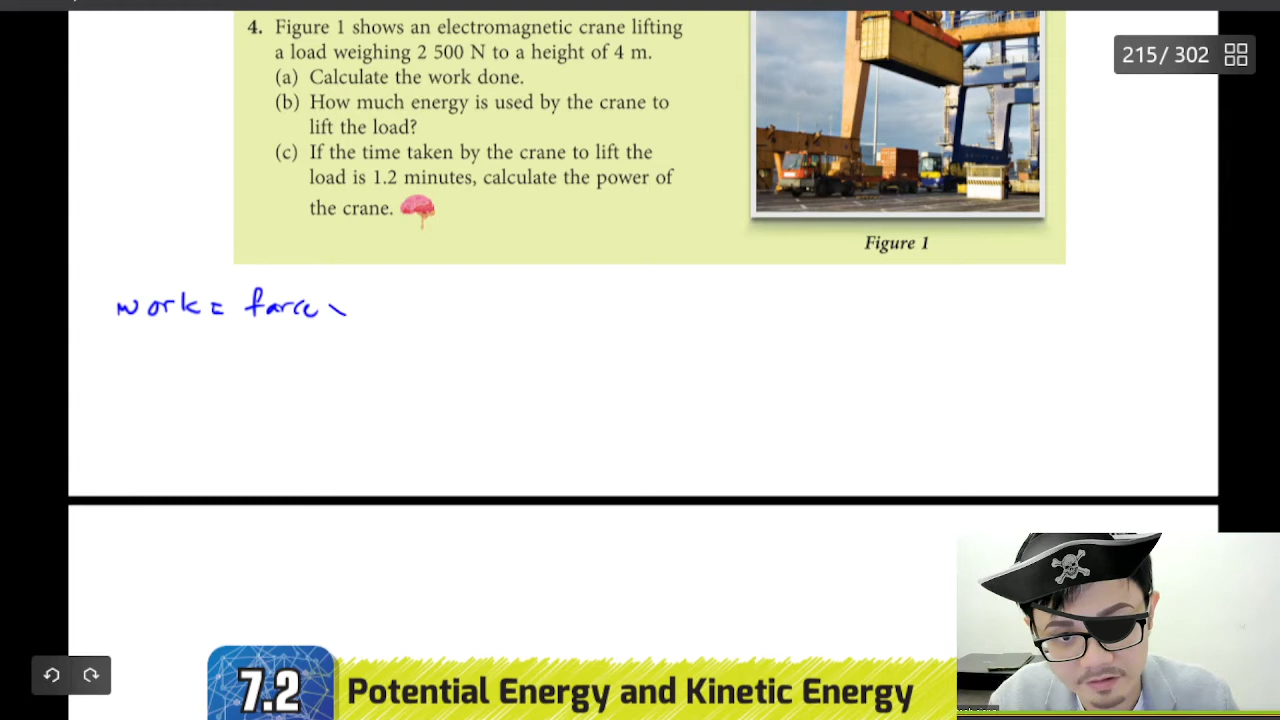 4. Figure 1 shows an electromagnetic crane lifting
a load weighing 2 500 N to a height of 4 m.
(a) Calculate the work done.
(b) How much energy is used by the crane to
lift the load?
(c) If the time taken by the crane to lift the
load is 1.2 minutes, calculate the power of
the crane.
Figure 1
215/ 302
work = force \
7.2 Potential Energy and Kinetic Energy